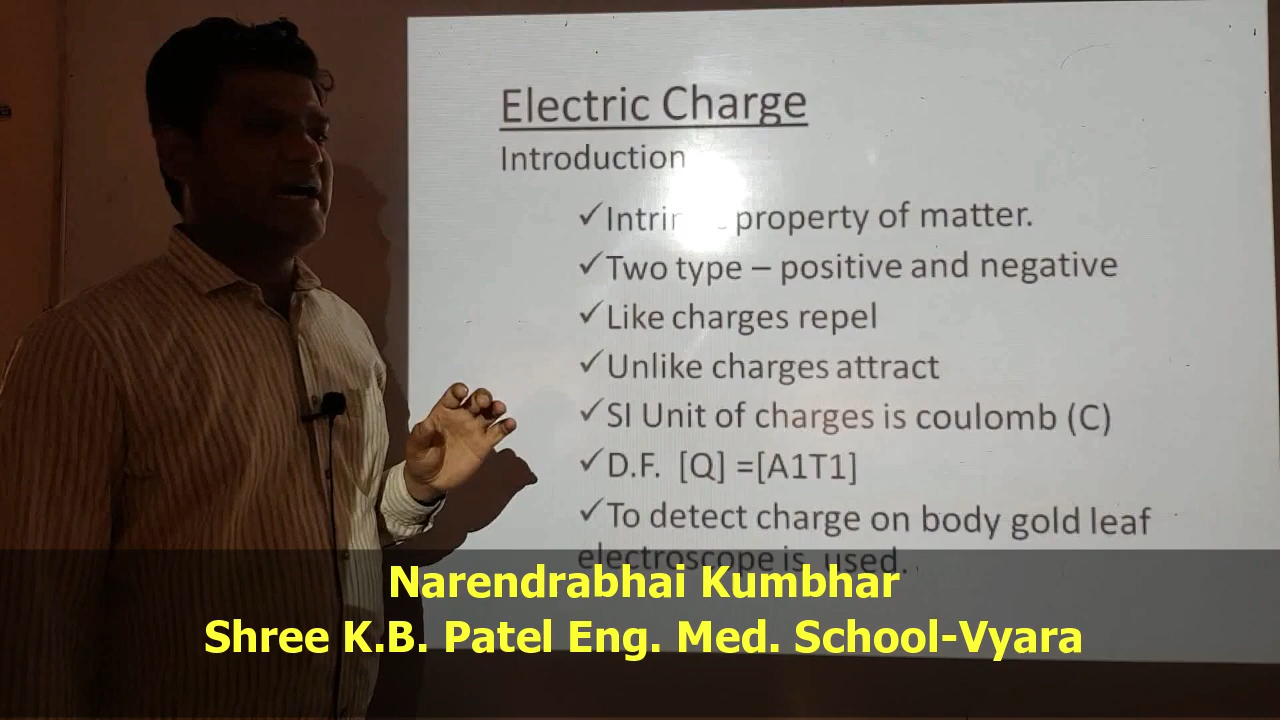 Electric Charge
Introduction
✓ property of matter.
✓Two type – positive and negative
✓Like charges repel
✓Unlike charges attract
✓SI Unit of charges is coulomb (C)
✓D.F. [Q] =[A1T1]
✓To detect charge on body gold leaf
electroscope is used.
Narendrabhai Kumbhar
Shree K.B. Patel Eng. Med. School-Vyara